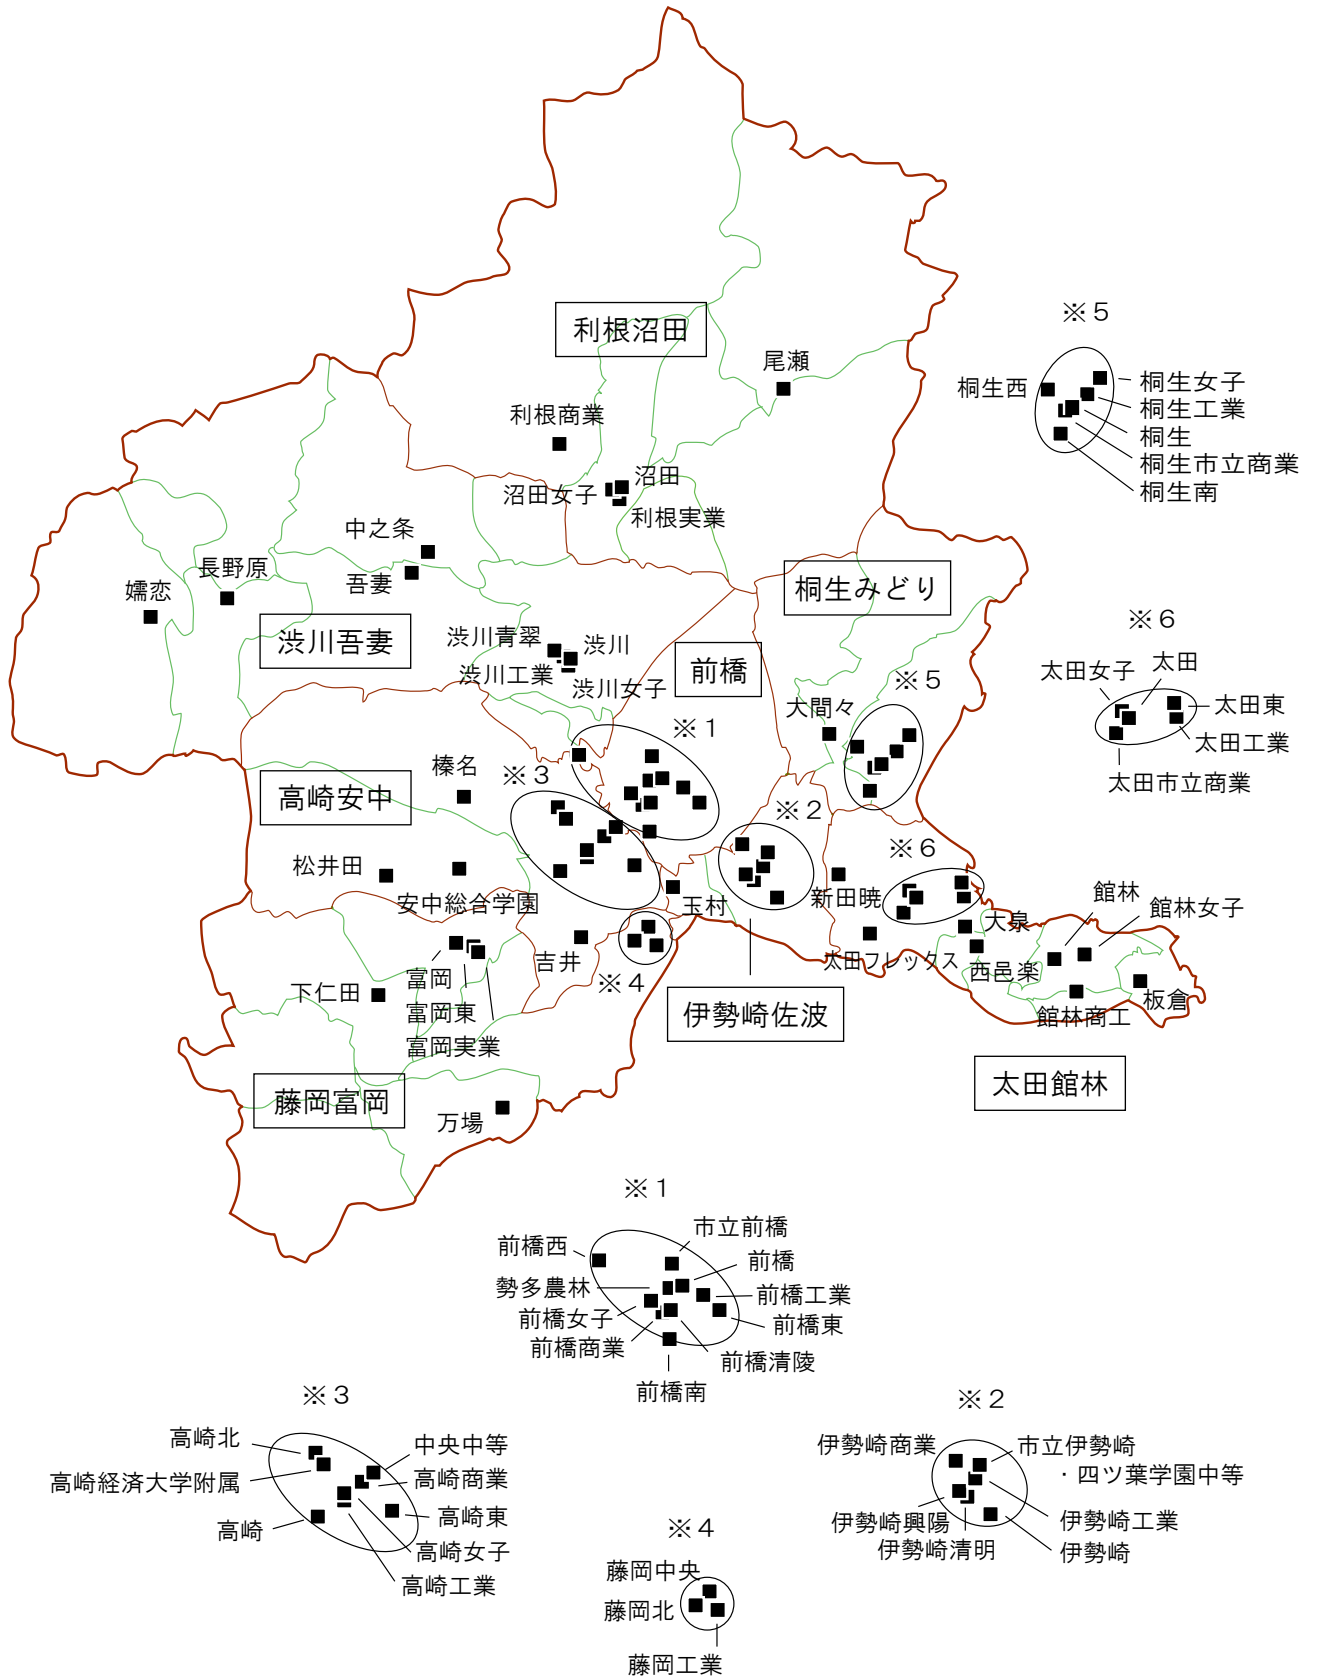 ※５
利根沼田
尾瀬
桐生西
桐生女子
桐生工業
桐生
桐生市立商業
桐生南
利根商業
沼田
沼田女子
利根実業
中之条
長野原
吾妻
嬬恋
桐生みどり
※６
渋川吾妻
渋川青翠
渋川
渋川工業
渋川女子
前橋
太田女子
太田
太田東
太田工業
太田市立商業
※５
大間々
※１
榛名
※３
高崎安中
※２
※６
松井田
安中総合学園
玉村
新田暁
館林
館林女子
大泉
吉井
太田フレックス
西邑楽
※４
富岡
下仁田
富岡東
富岡実業
伊勢崎佐波
館林商工
板倉
藤岡富岡
太田館林
万場
※１
市立前橋
前橋西
前橋
勢多農林
前橋工業
前橋女子
前橋東
前橋商業
前橋清陵
前橋南
※３
※２
高崎北
中央中等
高崎経済大学附属
高崎商業
高崎
高崎東
高崎女子
高崎工業
伊勢崎商業
市立伊勢崎
・四ツ葉学園中等
伊勢崎興陽
伊勢崎工業
伊勢崎清明
伊勢崎
※４
藤岡中央
藤岡北
藤岡工業